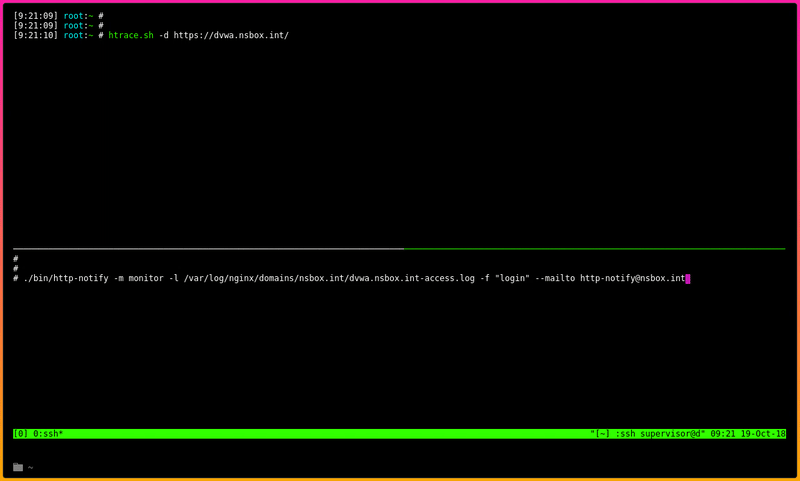 [9:21:09] root:~ #
[9:21:09] root:~ #
[9:21:10] root:~ # htrace.sh -d https://dvwa.nsbox.int/
#
#
# ./bin/http-notify -m monitor -l /var/log/nginx/domains/nsbox.int/dvwa.nsbox.int-access.log -f "login" --mailto http-notify@nsbox.int
[0] 0:ssh* "[~] :ssh supervisor@d" 09:21 19-Oct-18
~